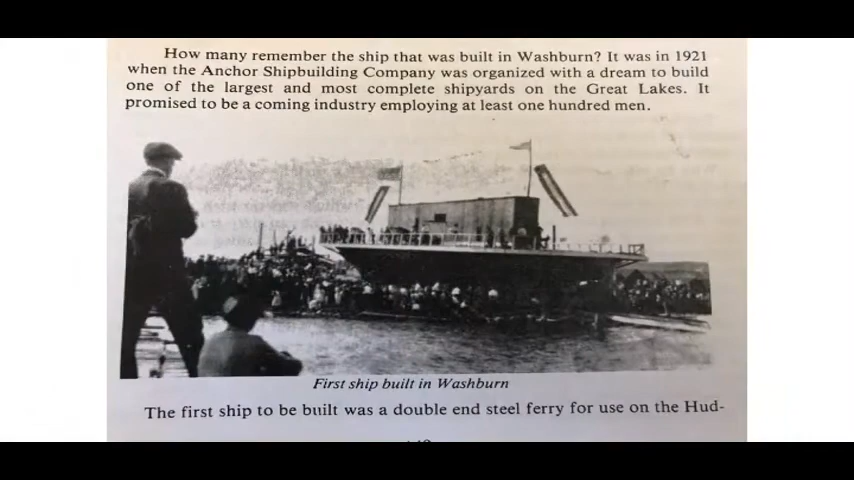 How many remember the ship that was built in Washburn? It was in 1921
when the Anchor Shipbuilding Company was organized with a dream to build
one of the largest and most complete shipyards on the Great Lakes. It
promised to be a coming industry employing at least one hundred men.
First ship built in Washburn
The first ship to be built was a double end steel ferry for use on the Hud-